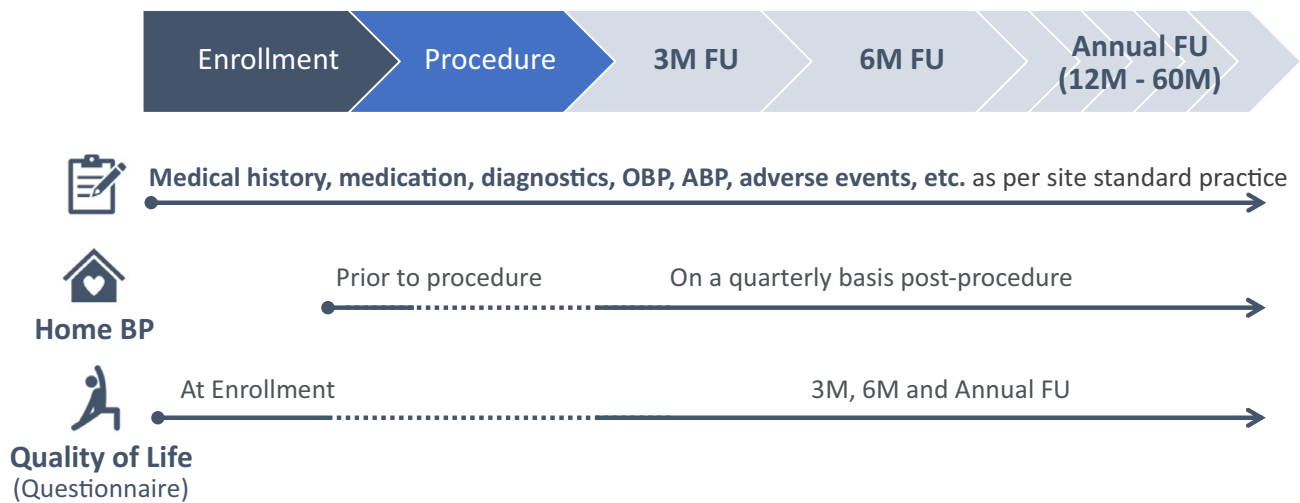 Enrollment
Procedure
3M FU
6M FU
Annual FU
(12M - 60M)
Medical history, medication, diagnostics, OBP, ABP, adverse events, etc. as per site standard practice
Prior to procedure
On a quarterly basis post-procedure
Home BP
At Enrollment
3M, 6M and Annual FU
Quality of Life
(Questionnaire)